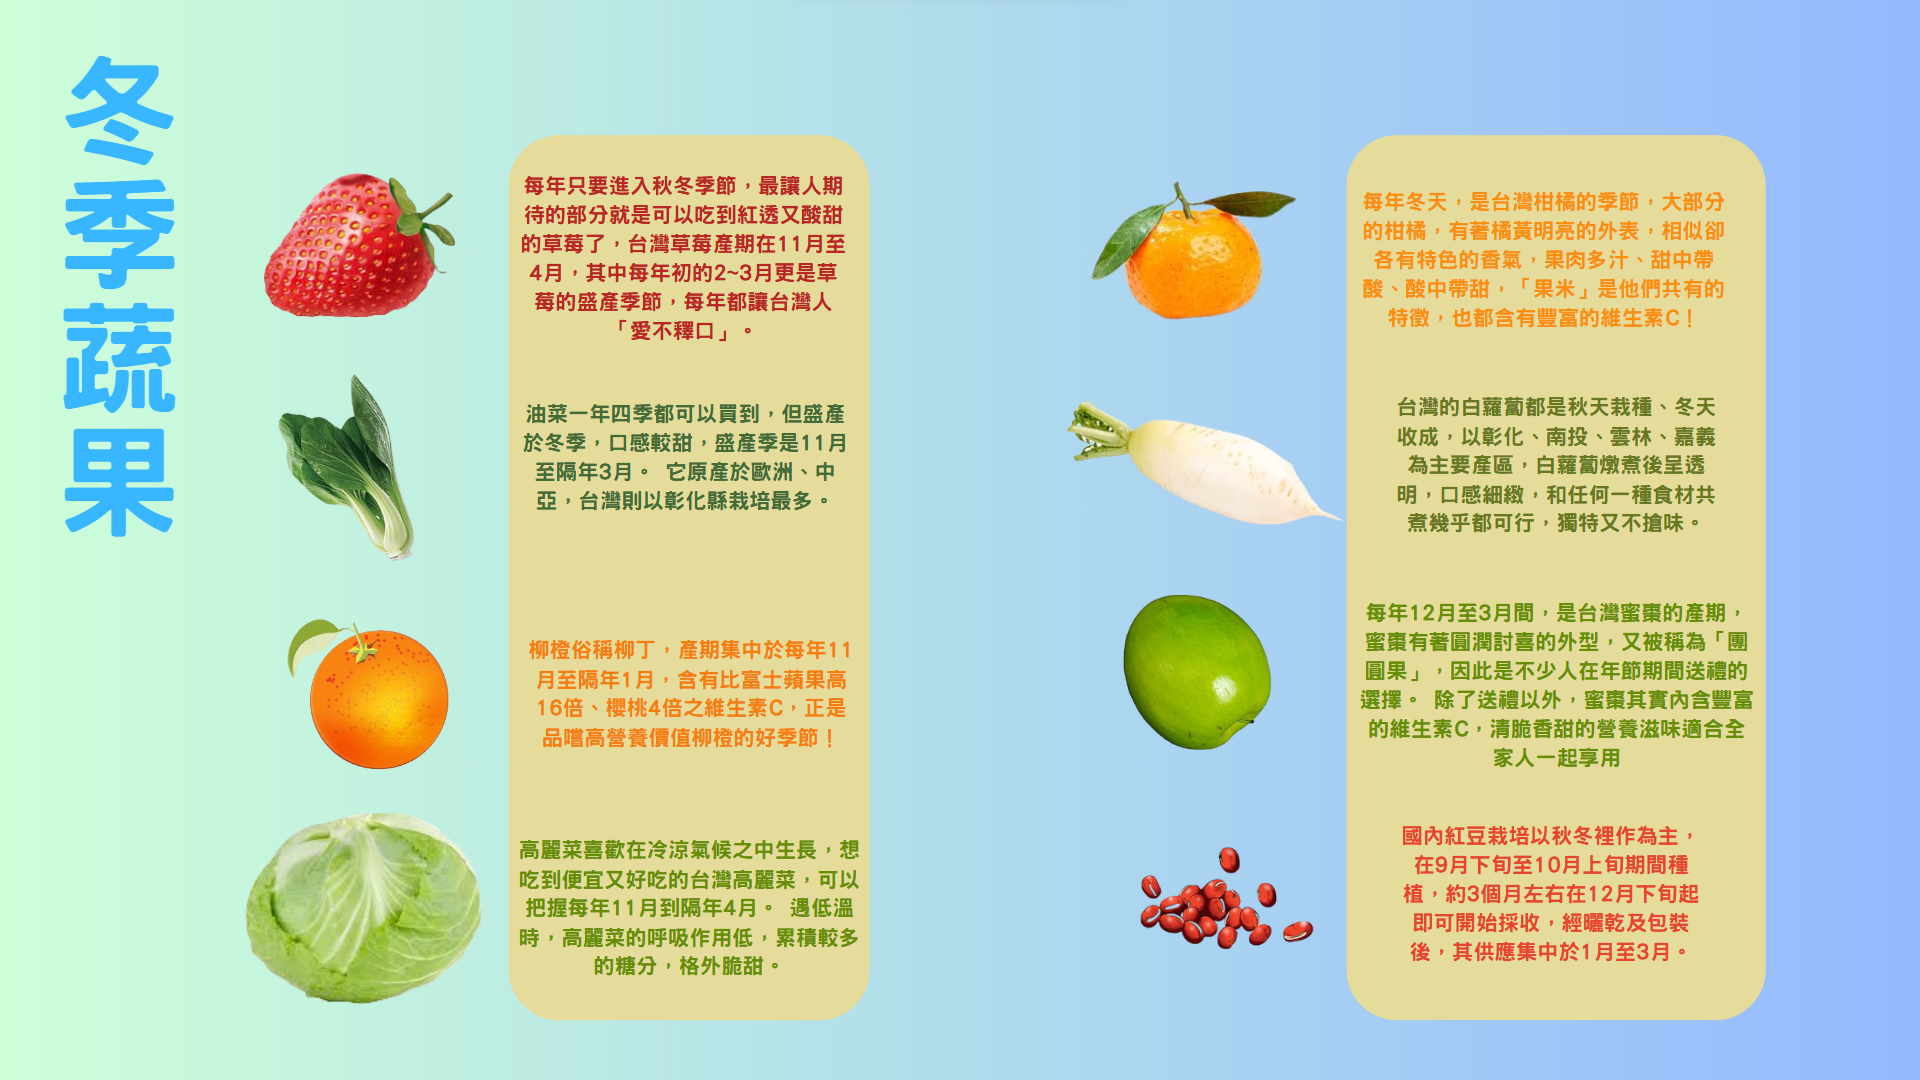 冬季蔬果
每年只要進入秋冬季節，最讓人期
待的部分就是可以吃到紅透又酸甜
的草莓了，台灣草莓產期在11月至
4月，其中每年初的2~3月更是草
莓的盛產季節，每年都讓台灣人
「愛不釋口」。
油菜一年四季都可以買到，但盛產
於冬季，口感較甜，盛產季是11月
至隔年3月。 它原產於歐洲、中
亞，台灣則以彰化縣栽培最多。
柳橙俗稱柳丁，產期集中於每年11
月至隔年1月，含有比富士蘋果高
16倍、櫻桃4倍之維生素C，正是
品嚐高營養價值柳橙的好季節！
高麗菜喜歡在冷涼氣候之中生長，想
吃到便宜又好吃的台灣高麗菜，可以
把握每年11月到隔年4月。 遇低溫
時，高麗菜的呼吸作用低，累積較多
的糖分，格外脆甜。
每年冬天，是台灣柑橘的季節，大部分
的柑橘，有著橘黃明亮的外表，相似卻
各有特色的香氣，果肉多汁、甜中帶
酸、酸中帶甜，「果米」是他們共有的
特徵，也都含有豐富的維生素C！
台灣的白蘿蔔都是秋天栽種、冬天
收成，以彰化、南投、雲林、嘉義
為主要產區，白蘿蔔燉煮後呈透
明，口感細緻，和任何一種食材共
煮幾乎都可行，獨特又不搶味。
每年12月至3月間，是台灣蜜棗的產期，
蜜棗有著圓潤討喜的外型，又被稱為「團
圓果」，因此是不少人在年節期間送禮的
選擇。 除了送禮以外，蜜棗其實內含豐富
的維生素C，清脆香甜的營養滋味適合全
家人一起享用
國內紅豆栽培以秋冬裡作為主，
在9月下旬至10月上旬期間種
植，約3個月左右在12月下旬起
即可開始採收，經曬乾及包裝
後，其供應集中於1月至3月。